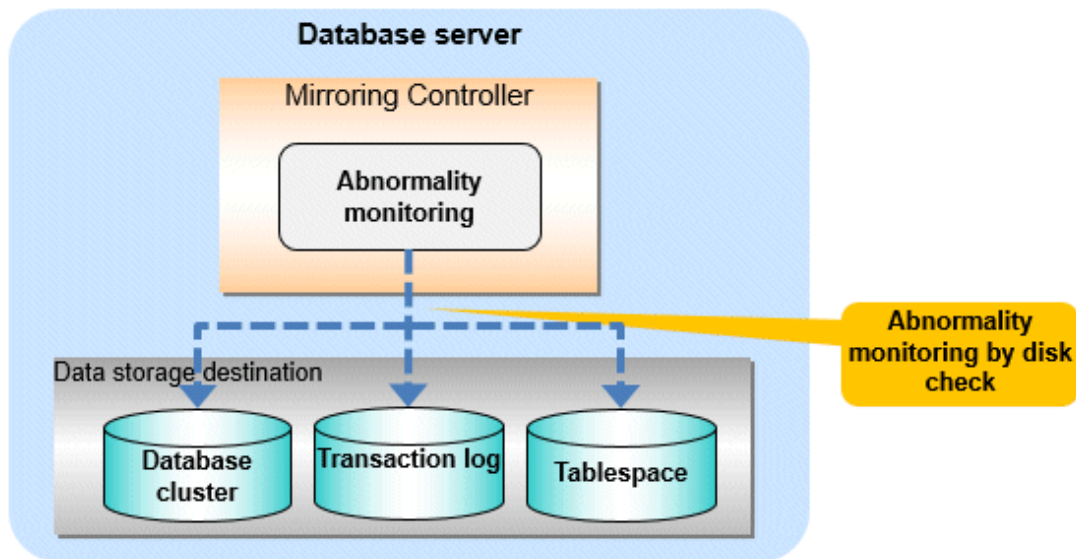 Database server
Mirroring Controller
Abnormality
monitoring
Abnormality
monitoring by disk
check
Data storage destination
Database
cluster
Transaction log
Tablespace